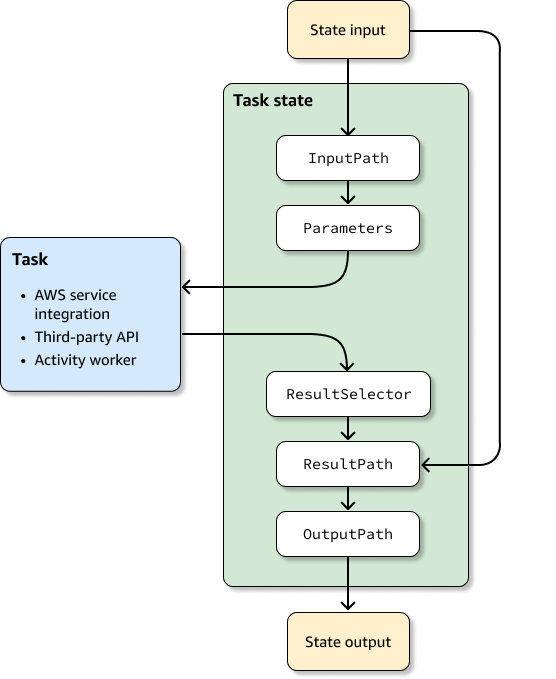 State input
Task state
InputPath
Parameters
Task
• AWS service
integration
• Third-party API
• Activity worker
ResultSelector
ResultPath
OutputPath
State output